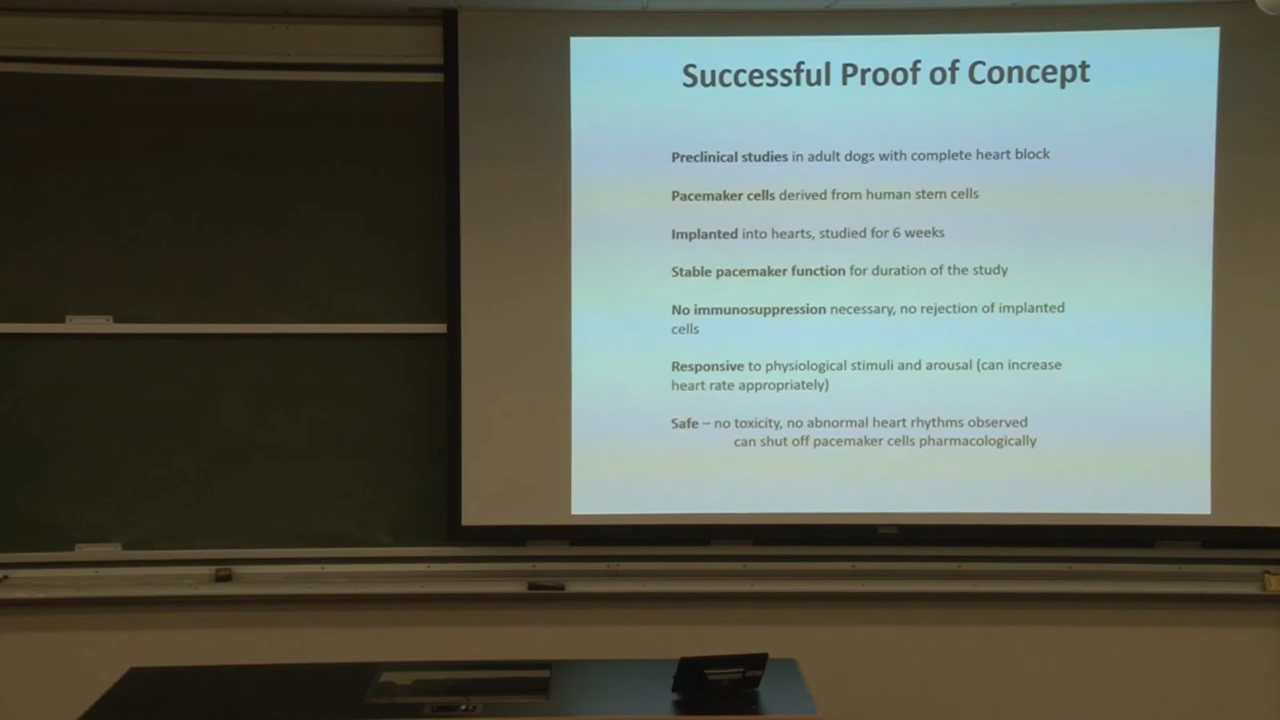 Successful Proof of Concept
Preclinical studies in adult dogs with complete heart block
Pacemaker cells derived from human stem cells
Implanted into hearts, studied for 6 weeks
Stable pacemaker function for duration of the study
No immunosuppression necessary, no rejection of implanted
cells
Responsive to physiological stimuli and arousal (can increase
heart rate appropriately)
Safe – no toxicity, no abnormal heart rhythms observed
can shut off pacemaker cells pharmacologically